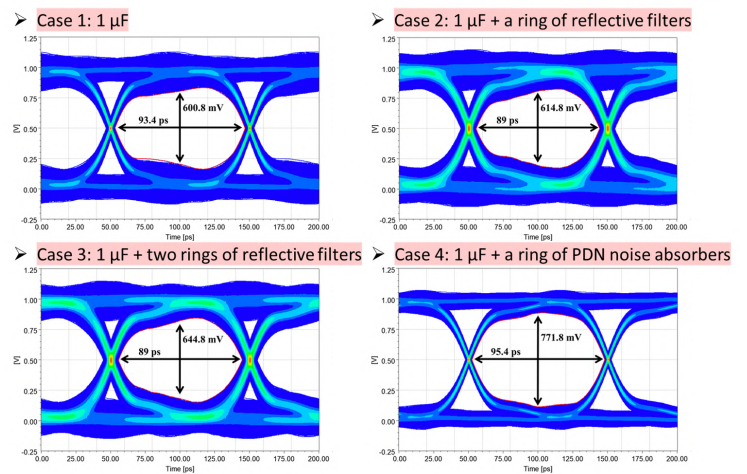 ➢ Case 1: 1 µF
1.25
1.00
0.75
0.50
0.25
0.00
-0.25
[V]
93.4 ps
600.8 mV
0.00 25.00 50.00 75.00 100.00 125.00 150.00 175.00 200.00
Time [ps]
➢ Case 2: 1 µF + a ring of reflective filters
1.25
1.00
0.75
0.50
0.25
0.00
-0.25
[V]
89 ps
614.8 mV
0.00 25.00 50.00 75.00 100.00 125.00 150.00 175.00 200.00
Time [ps]
➢ Case 3: 1 µF + two rings of reflective filters
1.25
1.00
0.75
0.50
0.25
0.00
-0.25
[V]
89 ps
644.8 mV
0.00 25.00 50.00 75.00 100.00 125.00 150.00 175.00 200.00
Time [ps]
➢ Case 4: 1 µF + a ring of PDN noise absorbers
1.25
1.00
0.75
0.50
0.25
0.00
-0.25
[V]
95.4 ps
771.8 mV
0.00 25.00 50.00 75.00 100.00 125.00 150.00 175.00 200.00
Time [ps]